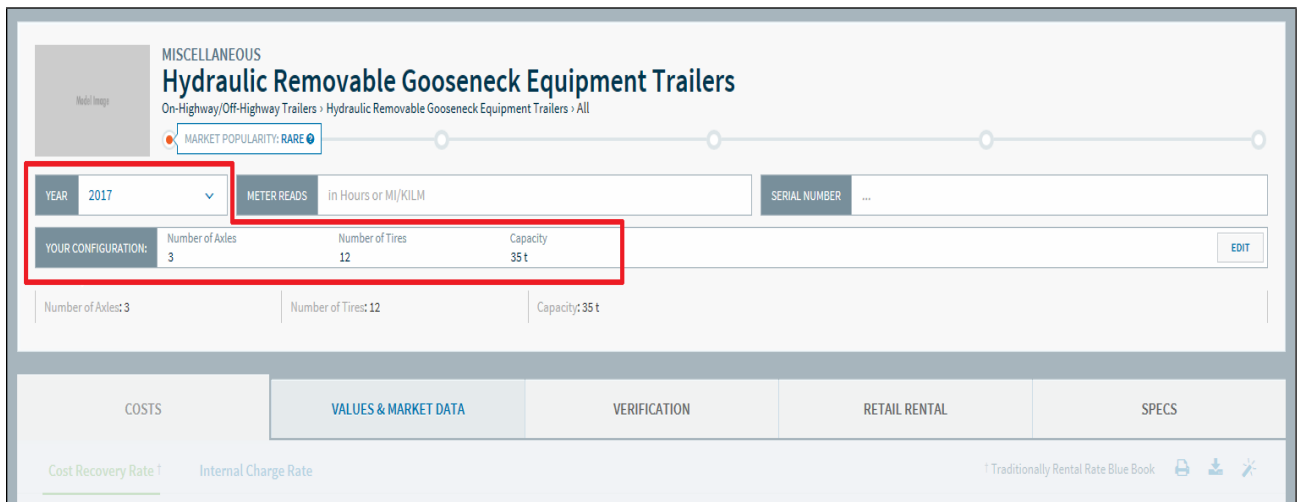 MISCELLANEOUS
Model Image
Hydraulic Removable Gooseneck Equipment Trailers
On-Highway/Off-Highway Trailers › Hydraulic Removable Gooseneck Equipment Trailers › All
MARKET POPULARITY: RARE ?
YEAR 2017 METER READS in Hours or MI/KILM SERIAL NUMBER ...
YOUR CONFIGURATION: Number of Axles Number of Tires Capacity EDIT
3 12 35 t
Number of Axles: 3 Number of Tires: 12 Capacity: 35 t
COSTS VALUES & MARKET DATA VERIFICATION RETAIL RENTAL SPECS
Cost Recovery Rate † Internal Charge Rate † Traditionally Rental Rate Blue Book